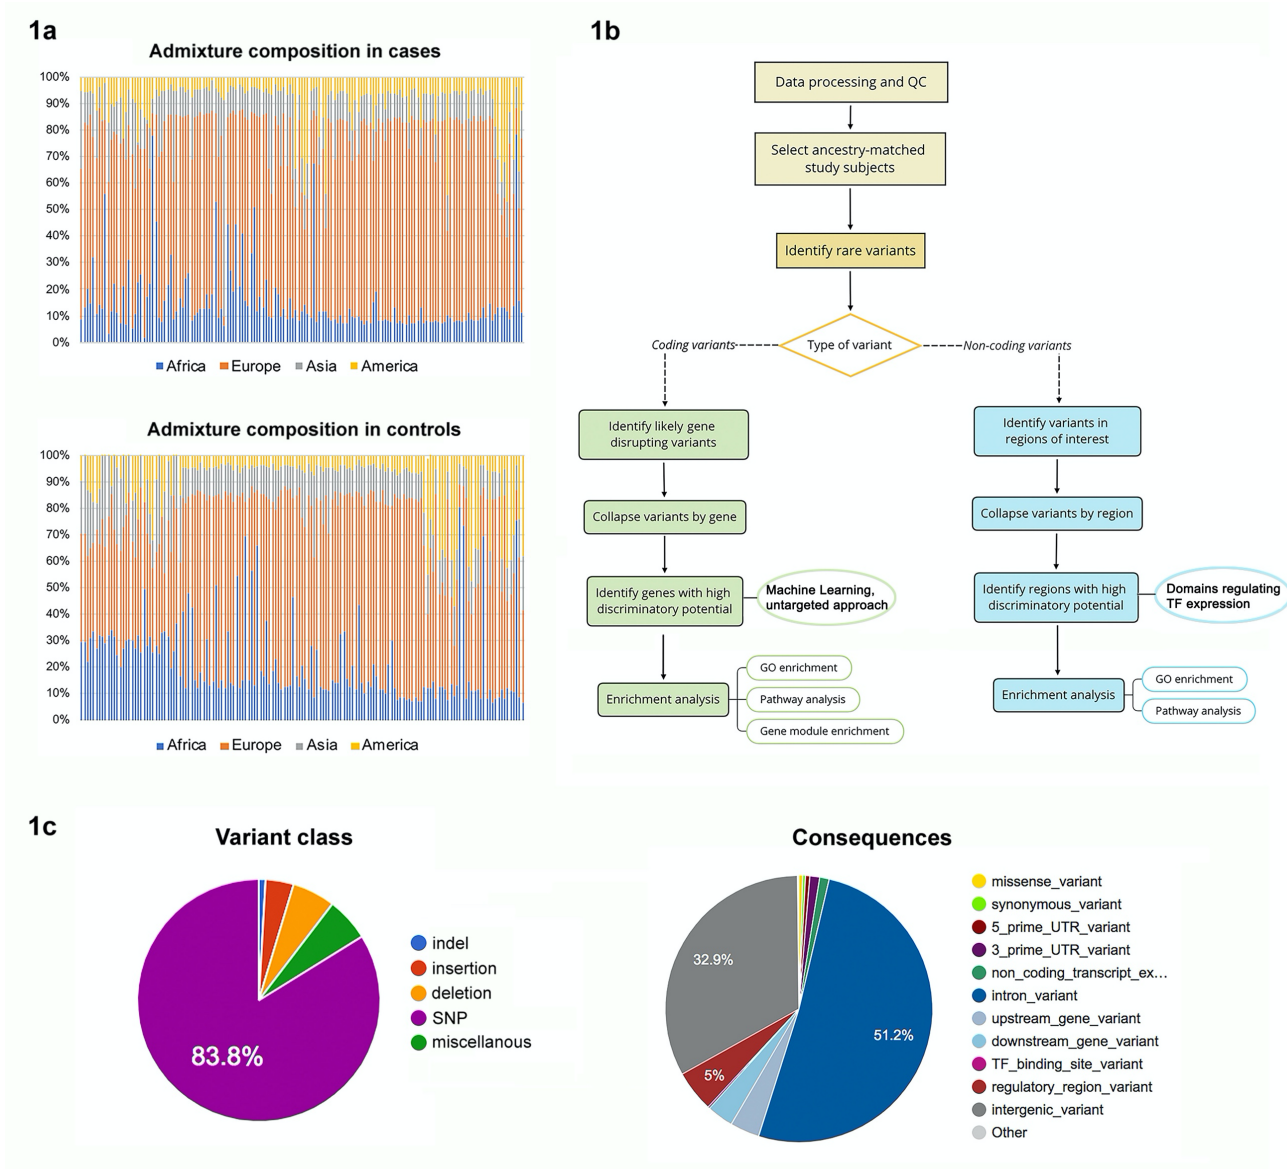 1a
Admixture composition in cases
100%
90%
80%
70%
60%
50%
40%
30%
20%
10%
0%
Africa Europe Asia America
Admixture composition in controls
100%
90%
80%
70%
60%
50%
40%
30%
20%
10%
0%
Africa Europe Asia America
1b
Data processing and QC
Select ancestry-matched
study subjects
Identify rare variants
Coding variants
Type of variant
Non-coding variants
Identify likely gene
disrupting variants
Collapse variants by gene
Identify genes with high
discriminatory potential
Machine Learning,
untargeted approach
Enrichment analysis
GO enrichment
Pathway analysis
Gene module enrichment
Identify variants in
regions of interest
Collapse variants by region
Identify regions with high
discriminatory potential
Domains regulating
TF expression
Enrichment analysis
GO enrichment
Pathway analysis
1c
Variant class
83.8%
indel
insertion
deletion
SNP
miscellanous
Consequences
32.9%
51.2%
5%
missense_variant
synonymous_variant
5_prime_UTR_variant
3_prime_UTR_variant
non_coding_transcript_ex...
intron_variant
upstream_gene_variant
downstream_gene_variant
TF_binding_site_variant
regulatory_region_variant
intergenic_variant
Other